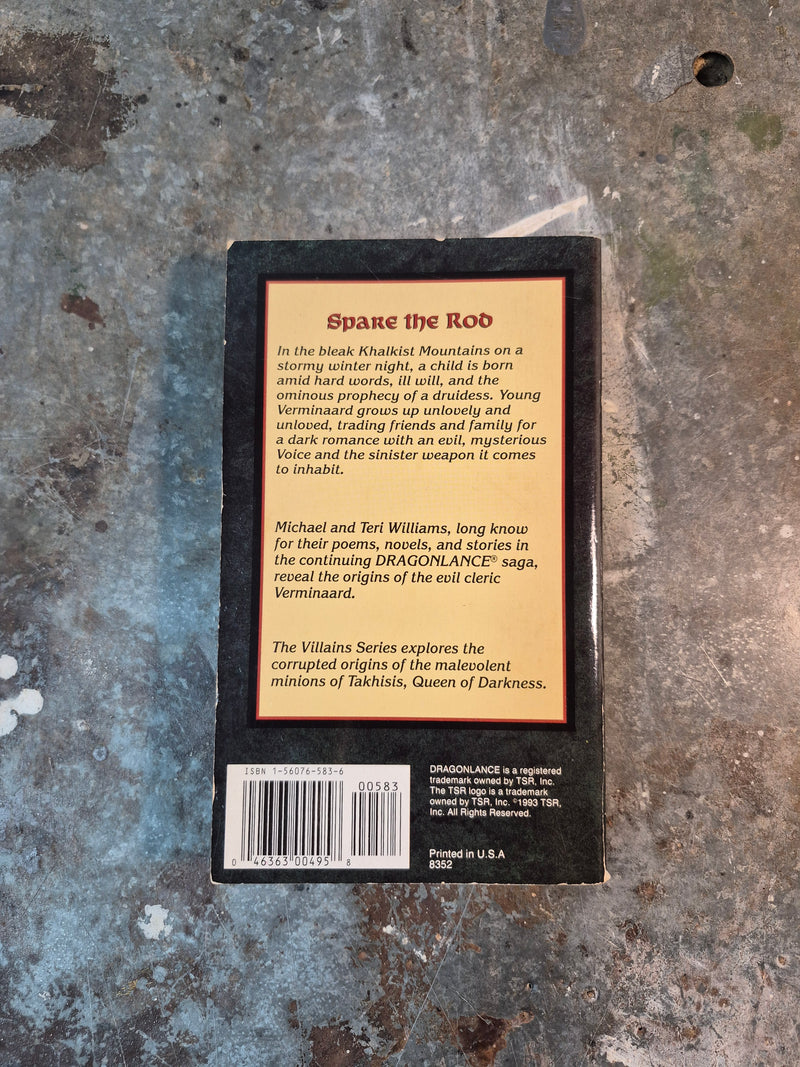 Spare the Rod
In the bleak Khalkist Mountains on a
stormy winter night, a child is born
amid hard words, ill will, and the
ominous prophecy of a druidess. Young
Verminaard grows up unlovely and
unloved, trading friends and family for
a dark romance with an evil, mysterious
Voice and the sinister weapon it comes
to inhabit.
Michael and Teri Williams, long know
for their poems, novels, and stories in
the continuing DRAGONLANCE® saga,
reveal the origins of the evil cleric
Verminaard.
The Villains Series explores the
corrupted origins of the malevolent
minions of Takhisis, Queen of Darkness.
ISBN 1-56076-583-6
00583
0 46363 00495 8
DRAGONLANCE is a registered
trademark owned by TSR, Inc.
The TSR logo is a trademark
owned by TSR, Inc. ©1993 TSR,
Inc. All Rights Reserved.
Printed in U.S.A
8352